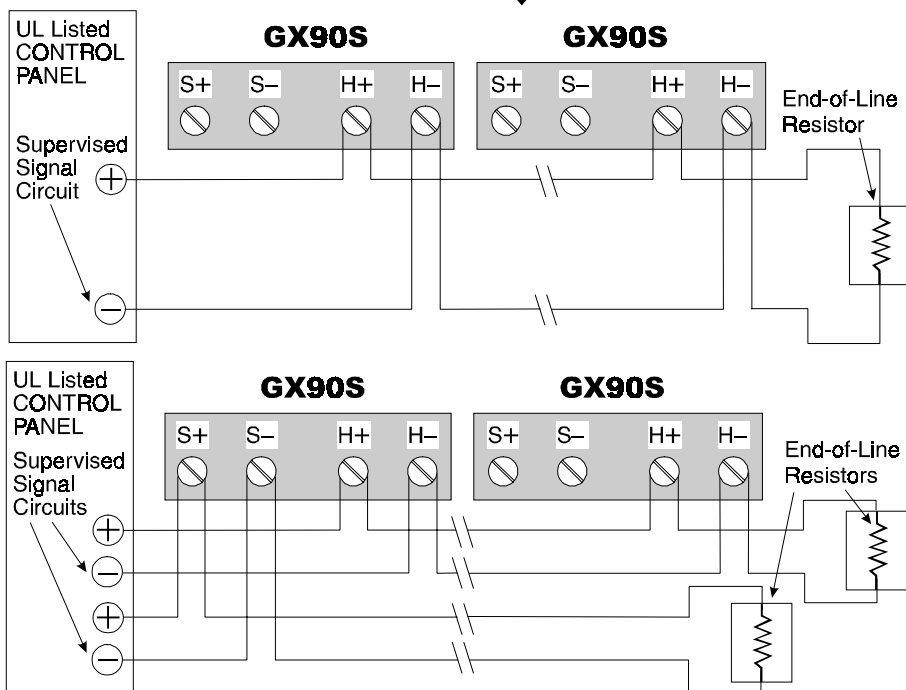 UL Listed
CONTROL
PANEL
GX90S
GX90S
S+ S– H+ H–
S+ S– H+ H–
End-of-Line
Resistor
Supervised
Signal
Circuit
+
–
UL Listed
CONTROL
PANEL
GX90S
GX90S
S+ S– H+ H–
S+ S– H+ H–
End-of-Line
Resistors
Supervised
Signal
Circuits
+
–
+
–